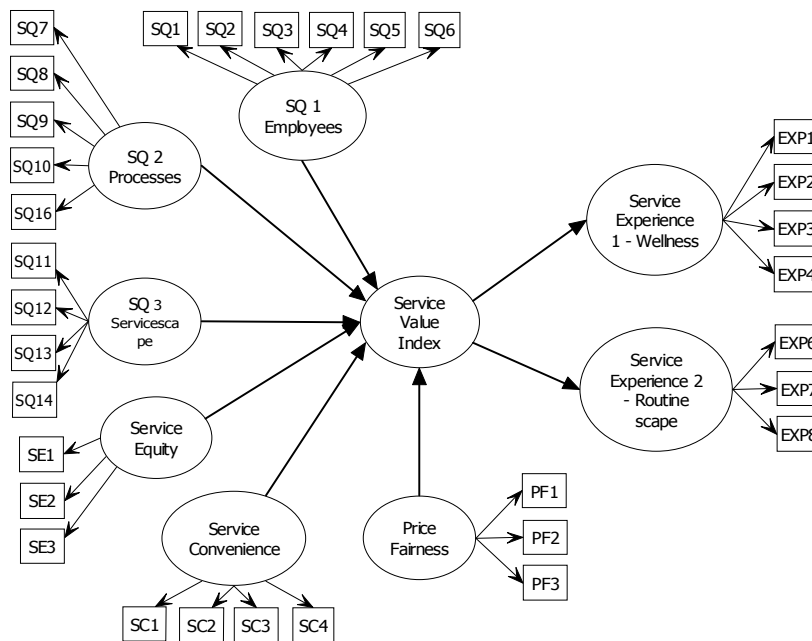 SQ7
SQ8
SQ9
SQ10
SQ16
SQ1
SQ2
SQ3
SQ4
SQ5
SQ6
SQ 1
Employees
SQ 2
Processes
SQ11
SQ12
SQ13
SQ14
SQ 3
Servicesca
pe
SE1
SE2
SE3
Service
Equity
Service
Convenience
SC1
SC2
SC3
SC4
Service
Value
Index
Price
Fairness
PF1
PF2
PF3
Service
Experience
1 - Wellness
EXP1
EXP2
EXP3
EXP4
Service
Experience 2
- Routine
scape
EXP6
EXP7
EXP8